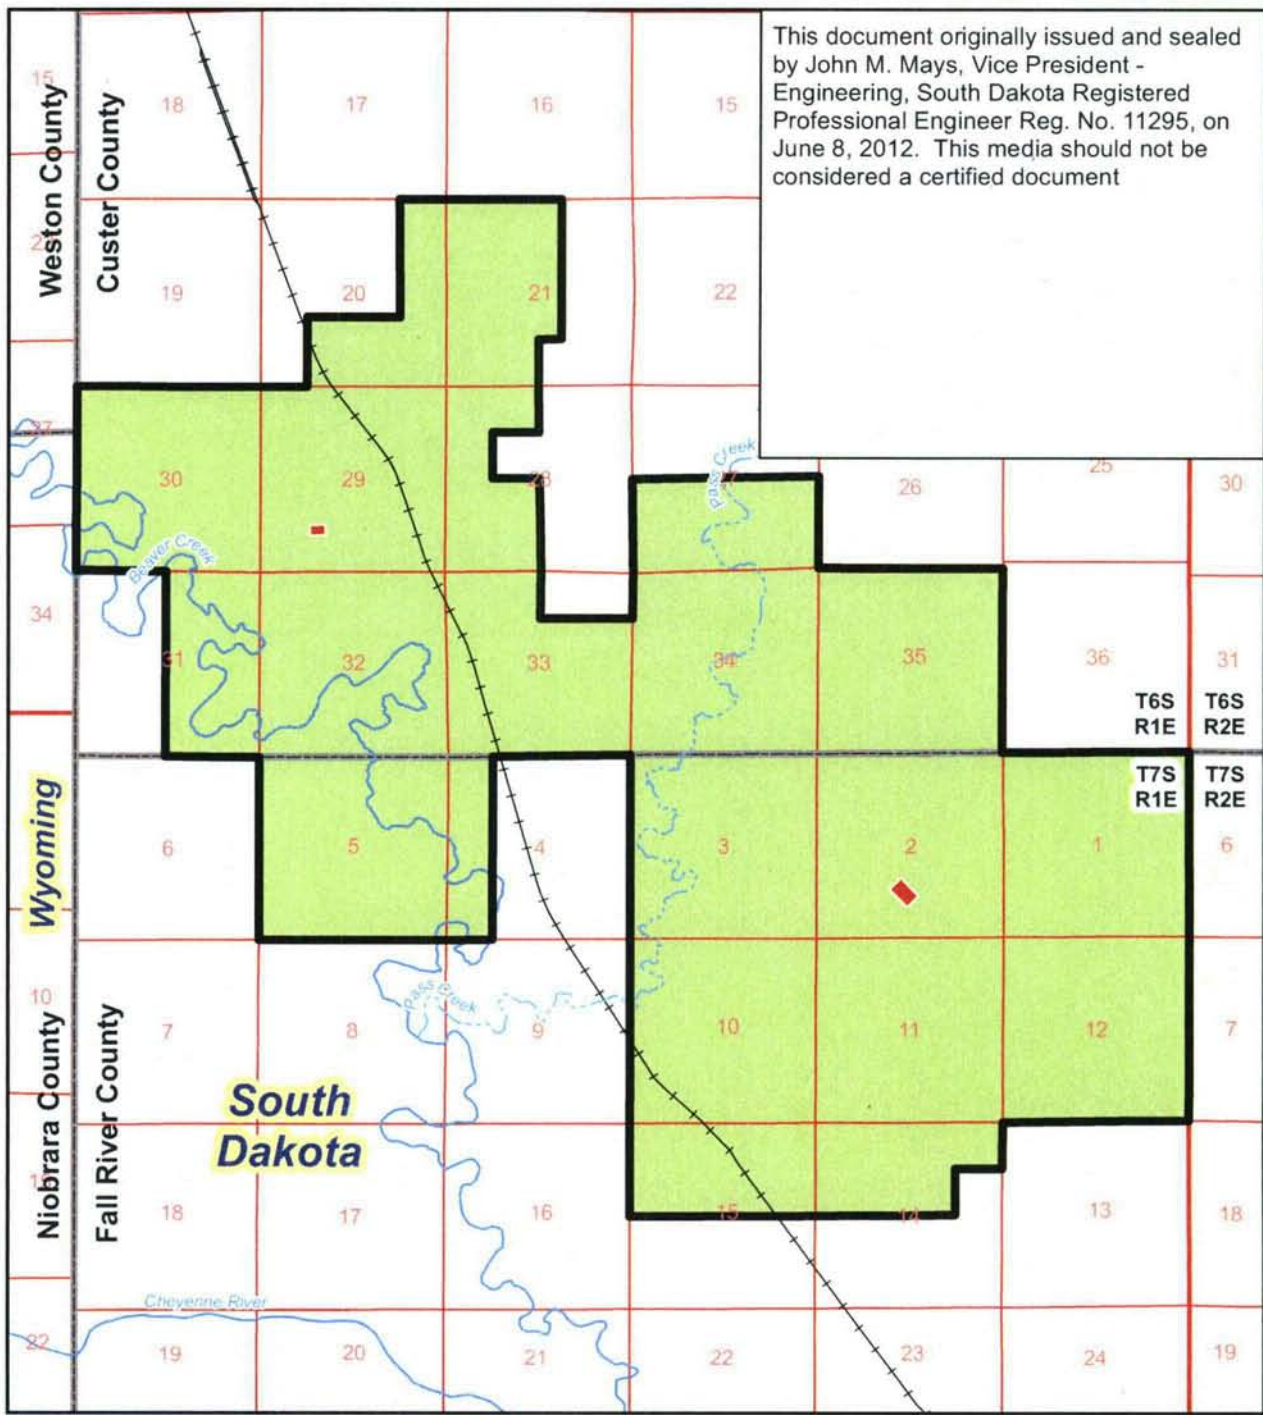 This document originally issued and sealed
by John M. Mays, Vice President -
Engineering, South Dakota Registered
Professional Engineer Reg. No. 11295, on
June 8, 2012. This media should not be
considered a certified document
15
18
17
16
15
Weston County
Custer County
19
20
21
22
27
30
29
28
Pass Creek
26
25
30
Beaver Creek
34
31
32
33
34
35
36
31
T6S
R1E
T6S
R2E
T7S
R1E
T7S
R2E
Wyoming
6
5
4
3
2
1
6
10
7
8
Pass Creek
9
10
11
12
7
Niobrara County
Fall River County
South
Dakota
18
17
16
15
14
13
18
Cheyenne River
22
19
20
21
22
23
24
19